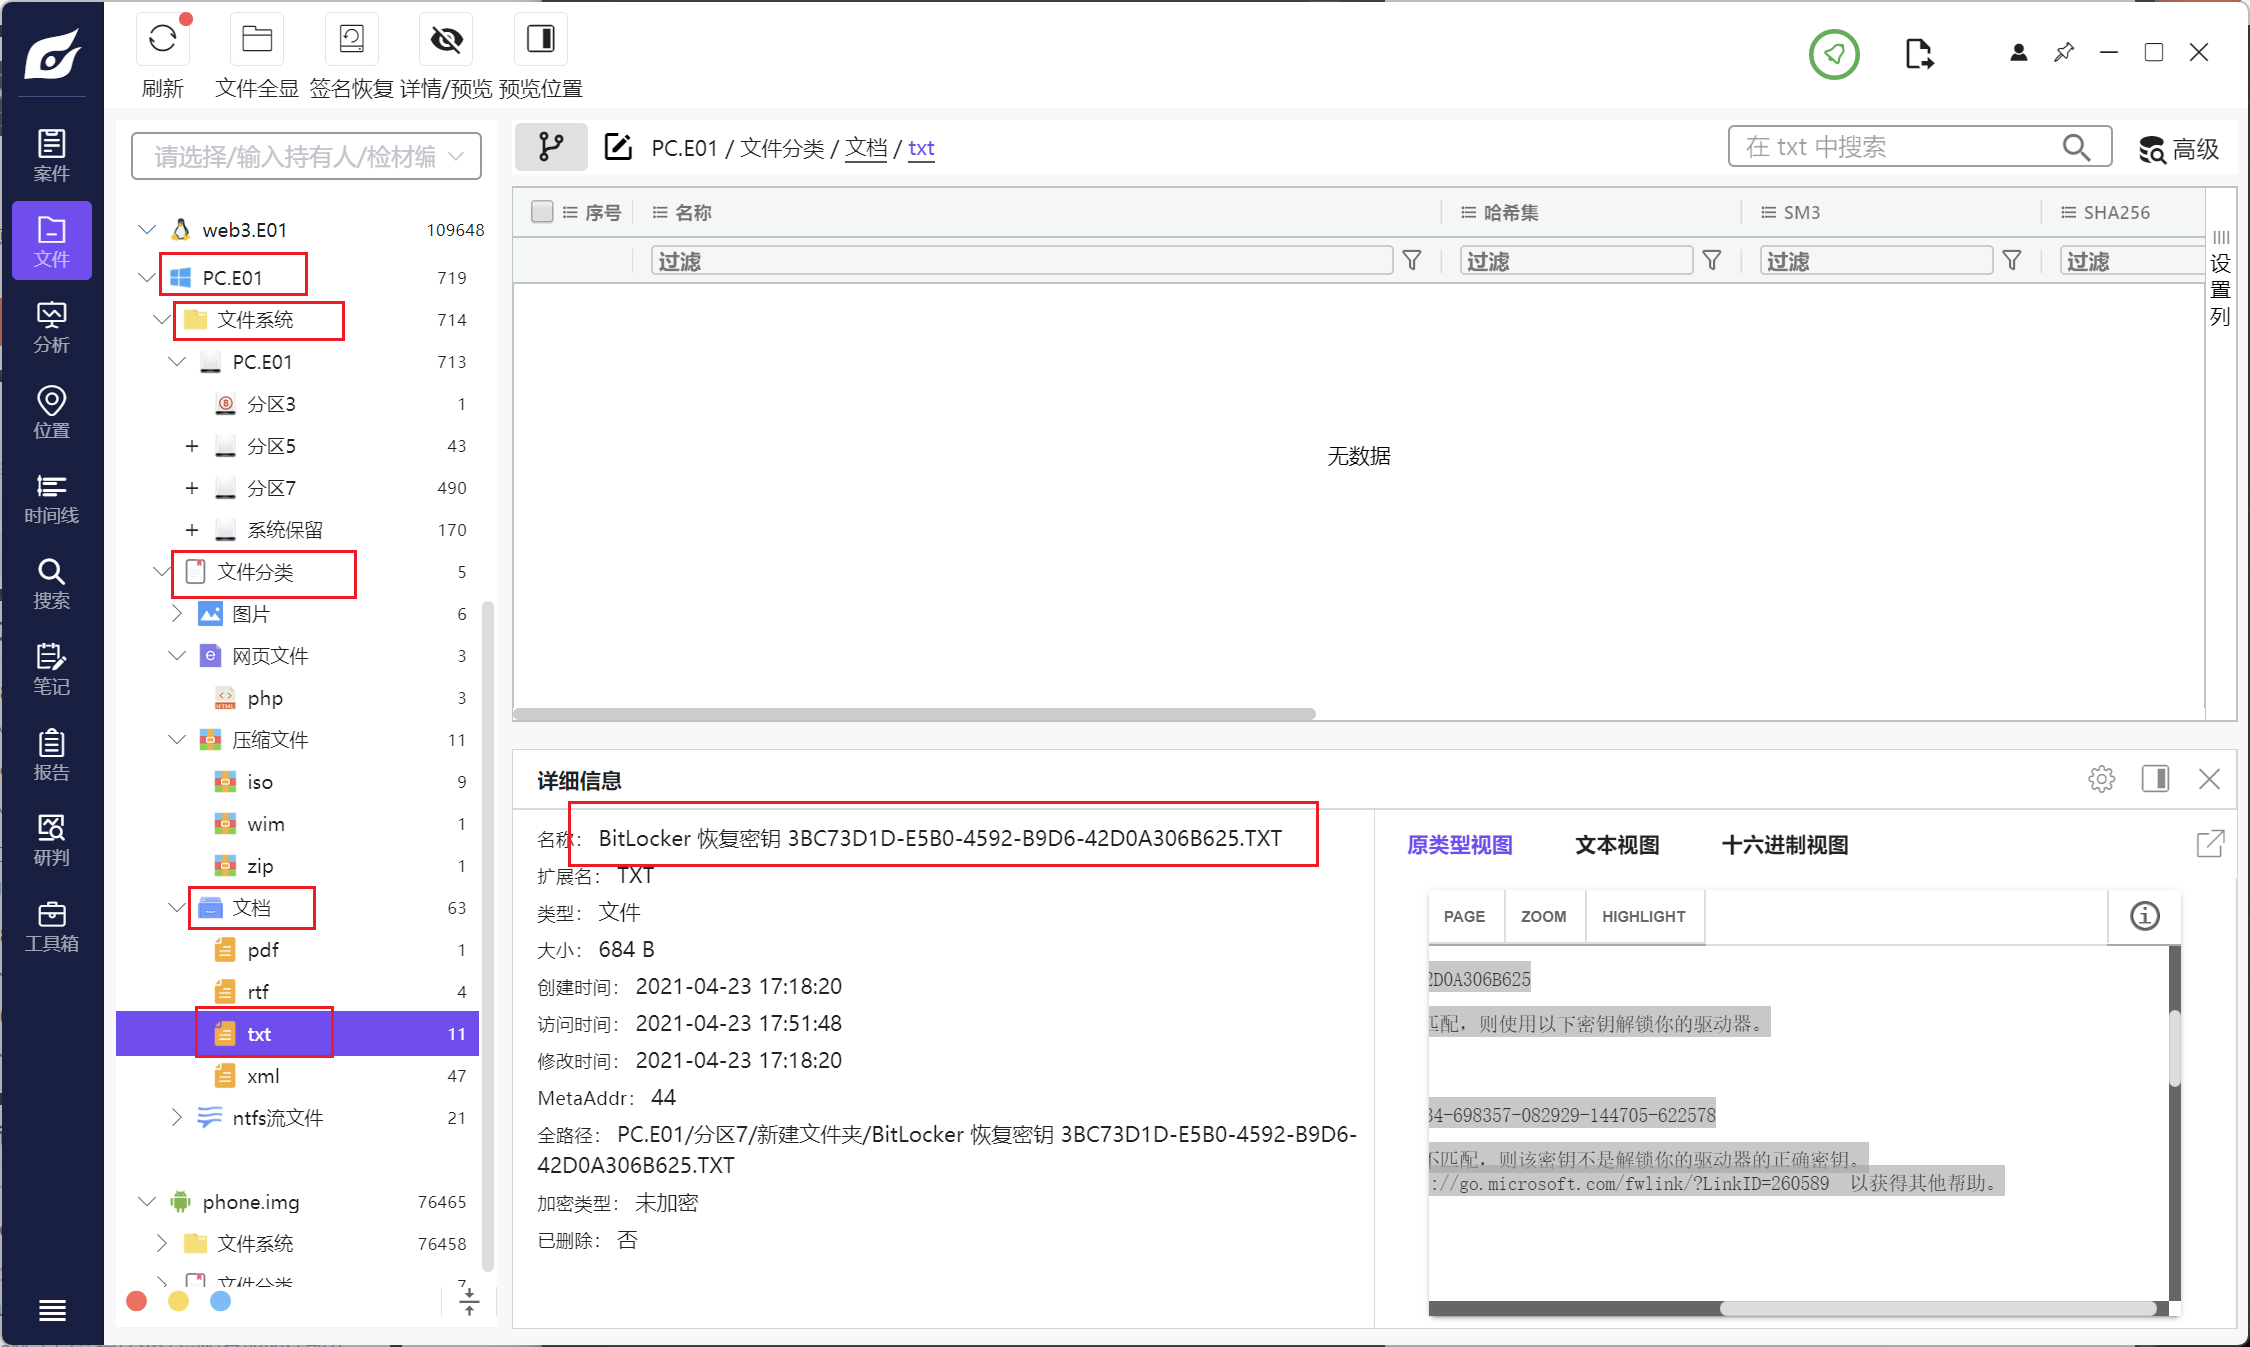 刷新
文件全显
签名恢复
详情/预览
预览位置
案件
文件
分析
位置
时间线
搜索
笔记
报告
研判
工具箱
请选择/输入持有人/检材编
web3.E01 109648
PC.E01 719
文件系统 714
PC.E01 713
分区3 1
分区5 43
分区7 490
系统保留 170
文件分类 5
图片 6
网页文件 3
php 3
压缩文件 11
iso 9
wim 1
zip 1
文档 63
pdf 1
rtf 4
txt 11
xml 47
ntfs流文件 21
phone.img 76465
文件系统 76458
文件分类 7
PC.E01 / 文件分类 / 文档 / txt
在 txt 中搜索
高级
序号 名称 哈希集 SM3 SHA256
过滤 过滤 过滤 过滤
设置列
无数据
详细信息
名称: BitLocker 恢复密钥 3BC73D1D-E5B0-4592-B9D6-42D0A306B625.TXT
扩展名: TXT
类型: 文件
大小: 684 B
创建时间: 2021-04-23 17:18:20
访问时间: 2021-04-23 17:51:48
修改时间: 2021-04-23 17:18:20
MetaAddr: 44
全路径: PC.E01/分区7/新建文件夹/BitLocker 恢复密钥 3BC73D1D-E5B0-4592-B9D6-
42D0A306B625.TXT
加密类型: 未加密
已删除: 否
原类型视图 文本视图 十六进制视图
PAGE ZOOM HIGHLIGHT
2D0A306B625
匹配，则使用以下密钥解锁你的驱动器。
34-698357-082929-144705-622578
不匹配，则该密钥不是解锁你的驱动器的正确密钥。
://go.microsoft.com/fwlink/?LinkID=260589 以获得其他帮助。